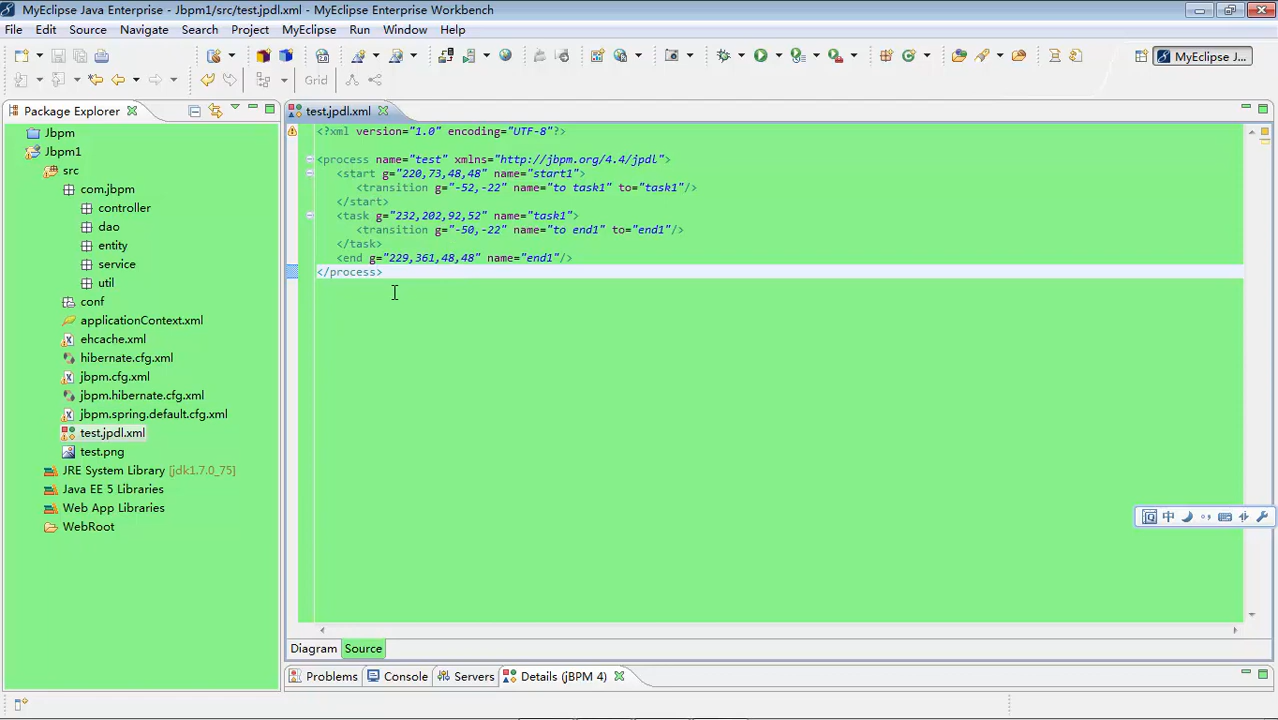 MyEclipse Java Enterprise - Jbpm1/src/test.jpdl.xml - MyEclipse Enterprise Workbench
File Edit Source Navigate Search Project MyEclipse Run Window Help
MyEclipse J...
Grid
Package Explorer
test.jpdl.xml
Jbpm
Jbpm1
src
com.jbpm
controller
dao
entity
service
util
conf
applicationContext.xml
ehcache.xml
hibernate.cfg.xml
jbpm.cfg.xml
jbpm.hibernate.cfg.xml
jbpm.spring.default.cfg.xml
test.jpdl.xml
test.png
JRE System Library [jdk1.7.0_75]
Java EE 5 Libraries
Web App Libraries
WebRoot
<?xml version="1.0" encoding="UTF-8"?>
<process name="test" xmlns="http://jbpm.org/4.4/jpdl">
<start g="220,73,48,48" name="start1">
<transition g="-52,-22" name="to task1" to="task1"/>
</start>
<task g="232,202,92,52" name="task1">
<transition g="-50,-22" name="to end1" to="end1"/>
</task>
<end g="229,361,48,48" name="end1"/>
</process>
中
Diagram Source
Problems Console Servers Details (jBPM 4)